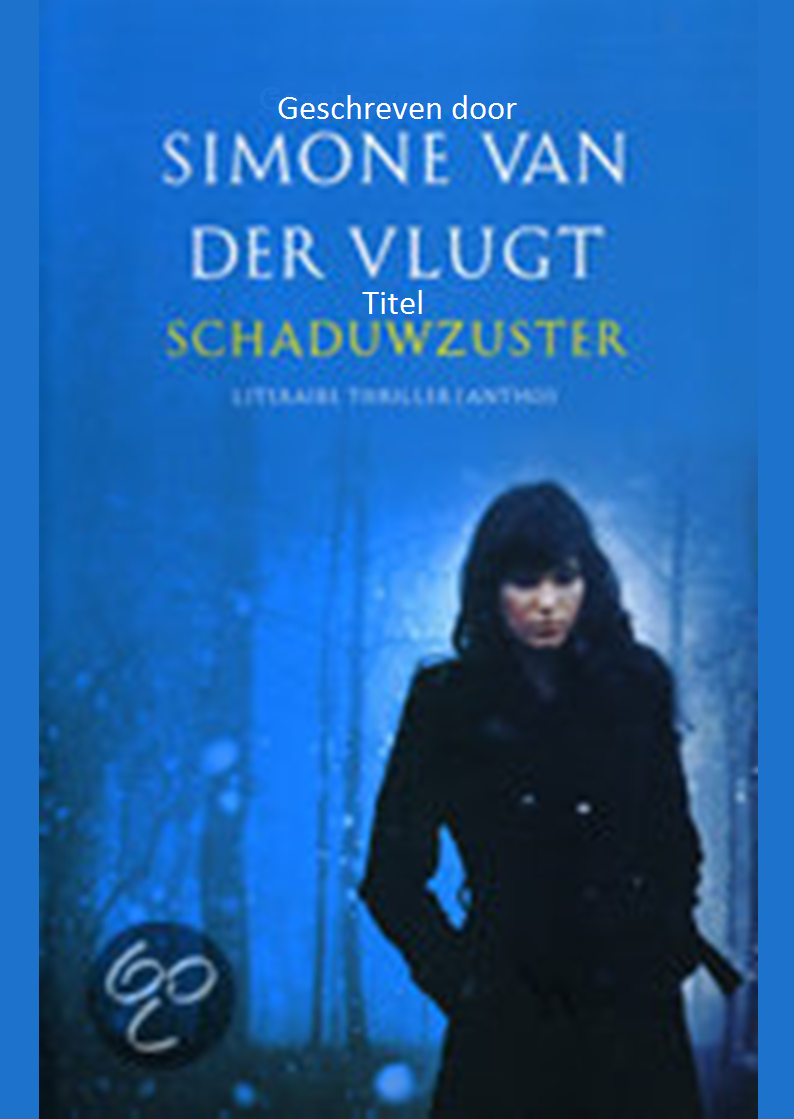 Geschreven door
SIMONE VAN
DER VLUGT
Titel
SCHADUWZUSTER
LITERAIRE THRILLER | ANTHOS